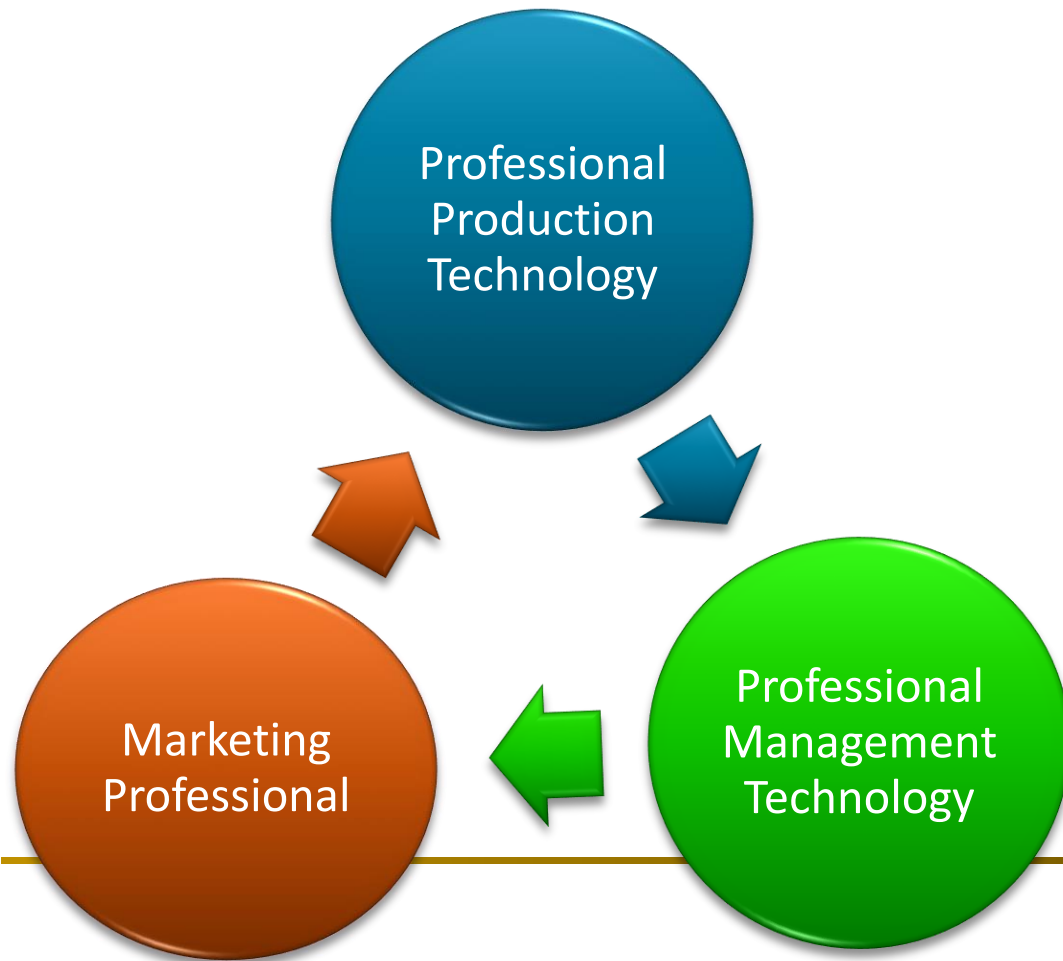 Professional
Production
Technology
Professional
Management
Technology
Marketing
Professional